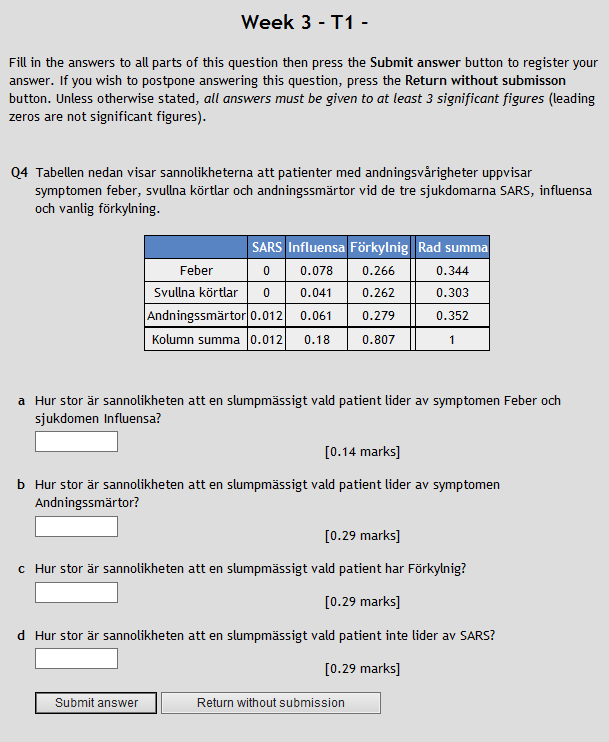 Week 3 - T1 -
Fill in the answers to all parts of this question then press the Submit answer button to register your
answer. If you wish to postpone answering this question, press the Return without submisson
button. Unless otherwise stated, all answers must be given to at least 3 significant figures (leading
zeros are not significant figures).
Q4 Tabellen nedan visar sannolikheterna att patienter med andningsvårigheter uppvisar
symptomen feber, svullna körtlar och andningssmärtor vid de tre sjukdomarna SARS, influensa
och vanlig förkylning.
SARS Influensa Förkylnig Rad summa
Feber 0 0.078 0.266 0.344
Svullna körtlar 0 0.041 0.262 0.303
Andningssmärtor 0.012 0.061 0.279 0.352
Kolumn summa 0.012 0.18 0.807 1
a Hur stor är sannolikheten att en slumpmässigt vald patient lider av symptomen Feber och
sjukdomen Influensa?
[0.14 marks]
b Hur stor är sannolikheten att en slumpmässigt vald patient lider av symptomen
Andningssmärtor?
[0.29 marks]
c Hur stor är sannolikheten att en slumpmässigt vald patient har Förkylnig?
[0.29 marks]
d Hur stor är sannolikheten att en slumpmässigt vald patient inte lider av SARS?
[0.29 marks]
Submit answer Return without submission